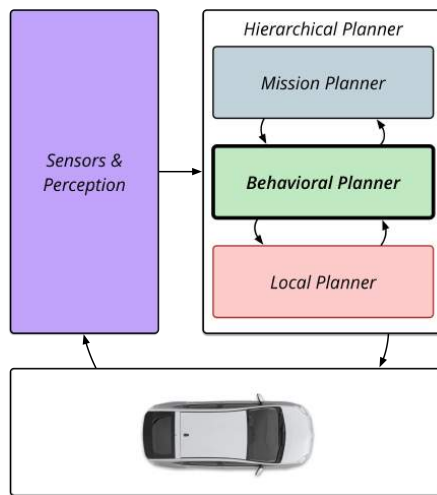 Hierarchical Planner
Mission Planner
Sensors &
Perception
Behavioral Planner
Local Planner